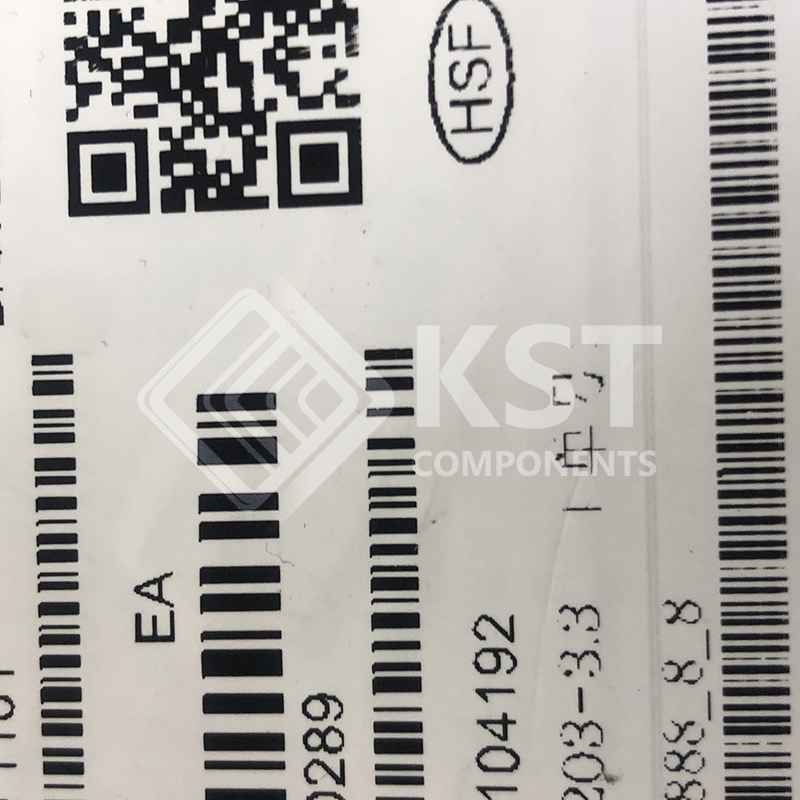 HSF
EA
0289
104192
203-3.3
888_8_8
KST
COMPONENTS